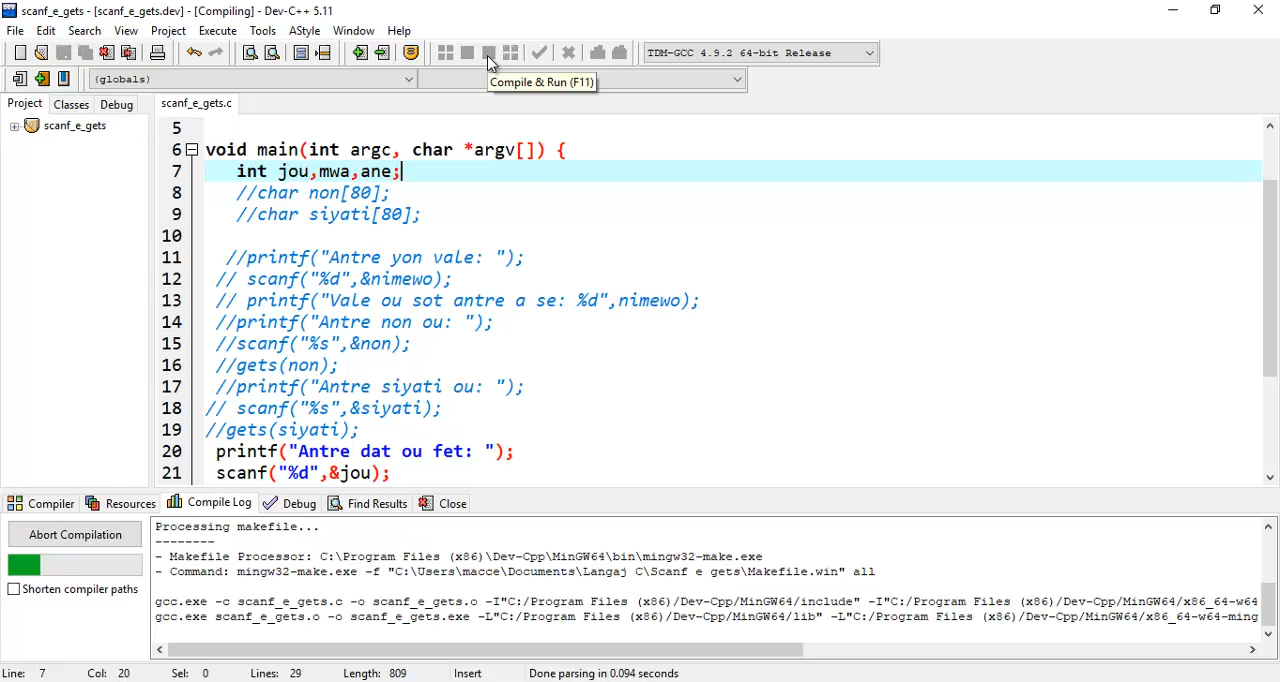 scanf_e_gets - [scanf_e_gets.dev] - [Compiling] - Dev-C++ 5.11
File Edit Search View Project Execute Tools AStyle Window Help
TDM-GCC 4.9.2 64-bit Release
(globals)
Compile & Run (F11)
Project Classes Debug scanf_e_gets.c
scanf_e_gets
5
6 void main(int argc, char *argv[]) {
7 int jou,mwa,ane;
8 //char non[80];
9 //char siyati[80];
10
11 //printf("Antre yon vale: ");
12 // scanf("%d",&nimewo);
13 // printf("Vale ou sot antre a se: %d",nimewo);
14 //printf("Antre non ou: ");
15 //scanf("%s",&non);
16 //gets(non);
17 //printf("Antre siyati ou: ");
18 // scanf("%s",&siyati);
19 //gets(siyati);
20 printf("Antre dat ou fet: ");
21 scanf("%d",&jou);
Compiler Resources Compile Log Debug Find Results Close
Abort Compilation
Shorten compiler paths
Processing makefile...
--------
- Makefile Processor: C:\Program Files (x86)\Dev-Cpp\MinGW64\bin\mingw32-make.exe
- Command: mingw32-make.exe -f "C:\Users\macce\Documents\Langaj C\Scanf e gets\Makefile.win" all
gcc.exe -c scanf_e_gets.c -o scanf_e_gets.o -I"C:/Program Files (x86)/Dev-Cpp/MinGW64/include" -I"C:/Program Files (x86)/Dev-Cpp/MinGW64/x86_64-w64
gcc.exe scanf_e_gets.o -o scanf_e_gets.exe -L"C:/Program Files (x86)/Dev-Cpp/MinGW64/lib" -L"C:/Program Files (x86)/Dev-Cpp/MinGW64/x86_64-w64-ming
Line: 7 Col: 20 Sel: 0 Lines: 29 Length: 809 Insert Done parsing in 0.094 seconds